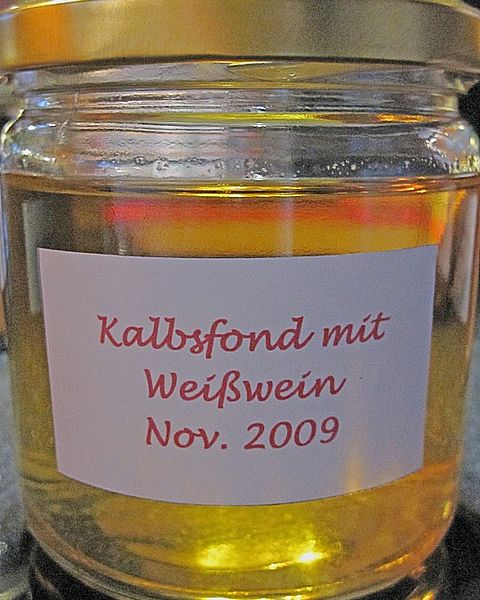 Kalbsfond mit
Weißwein
Nov. 2009